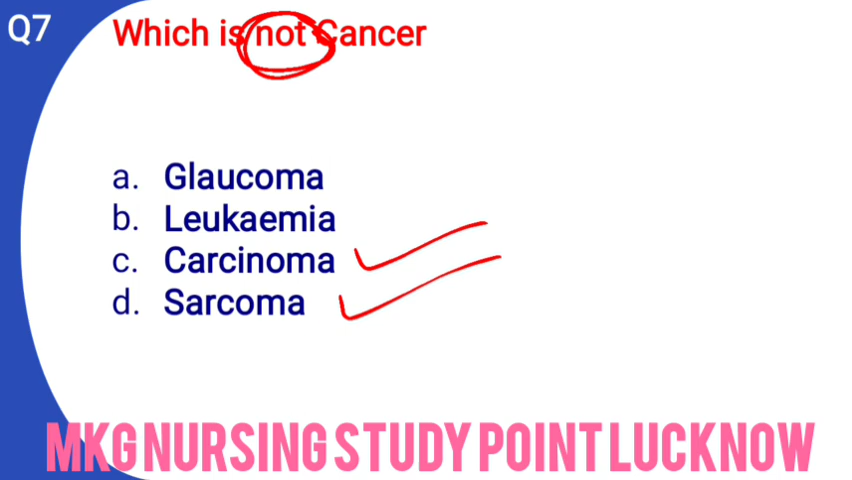 Q7
Which is not Cancer
a. Glaucoma
b. Leukaemia
c. Carcinoma
d. Sarcoma
MKG NURSING STUDY POINT LUCKNOW